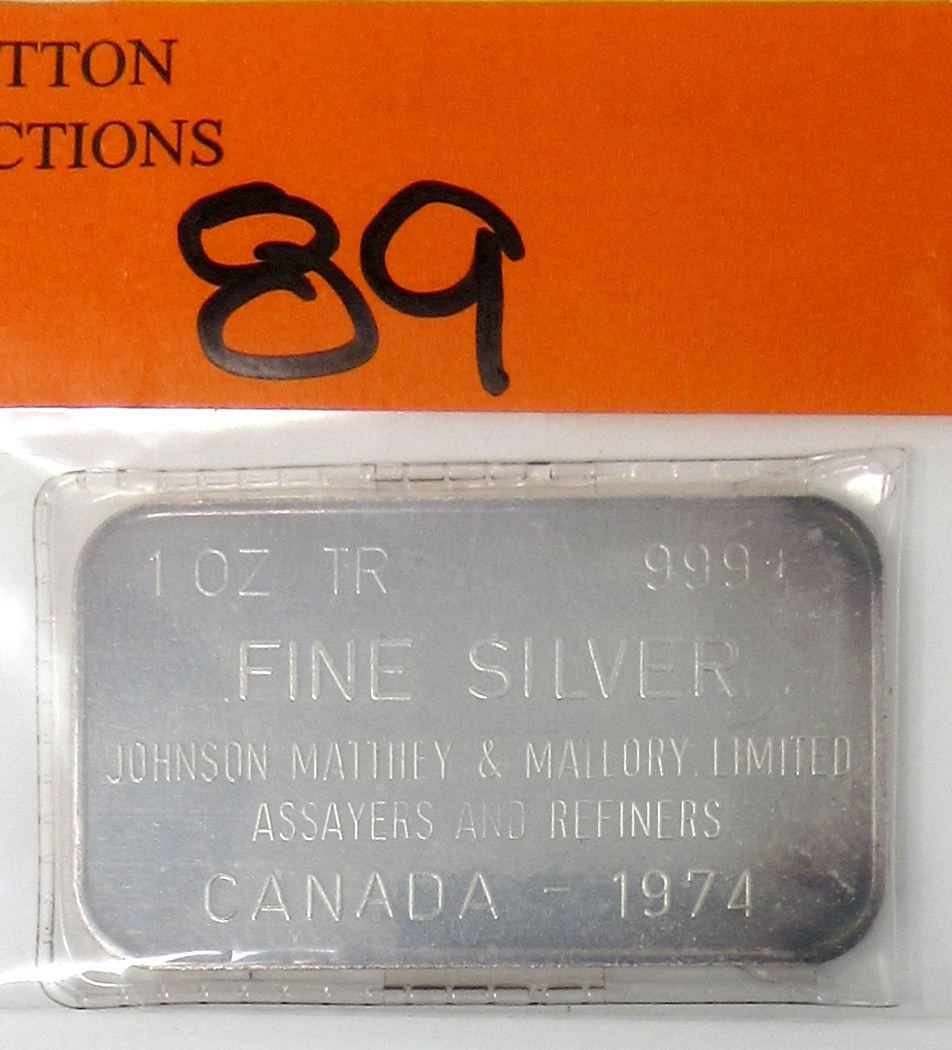 TTON
CTIONS
89
1 OZ TR 999+
FINE SILVER
JOHNSON MATTHEY & MALLORY LIMITED
ASSAYERS AND REFINERS
CANADA - 1974